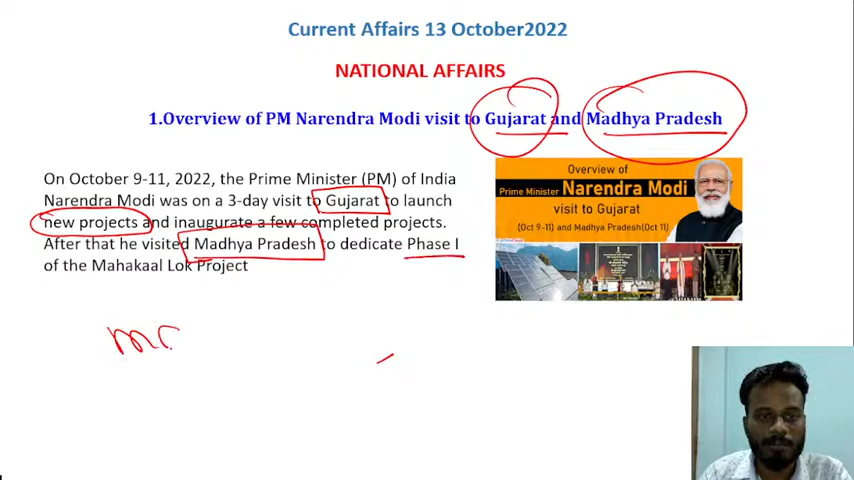 Current Affairs 13 October2022
NATIONAL AFFAIRS
1.Overview of PM Narendra Modi visit to Gujarat and Madhya Pradesh
On October 9-11, 2022, the Prime Minister (PM) of India
Narendra Modi was on a 3-day visit to Gujarat to launch
new projects and inaugurate a few completed projects.
After that he visited Madhya Pradesh to dedicate Phase I
of the Mahakaal Lok Project
Overview of
Prime Minister Narendra Modi
visit to Gujarat
(Oct 9-11) and Madhya Pradesh(Oct 11)